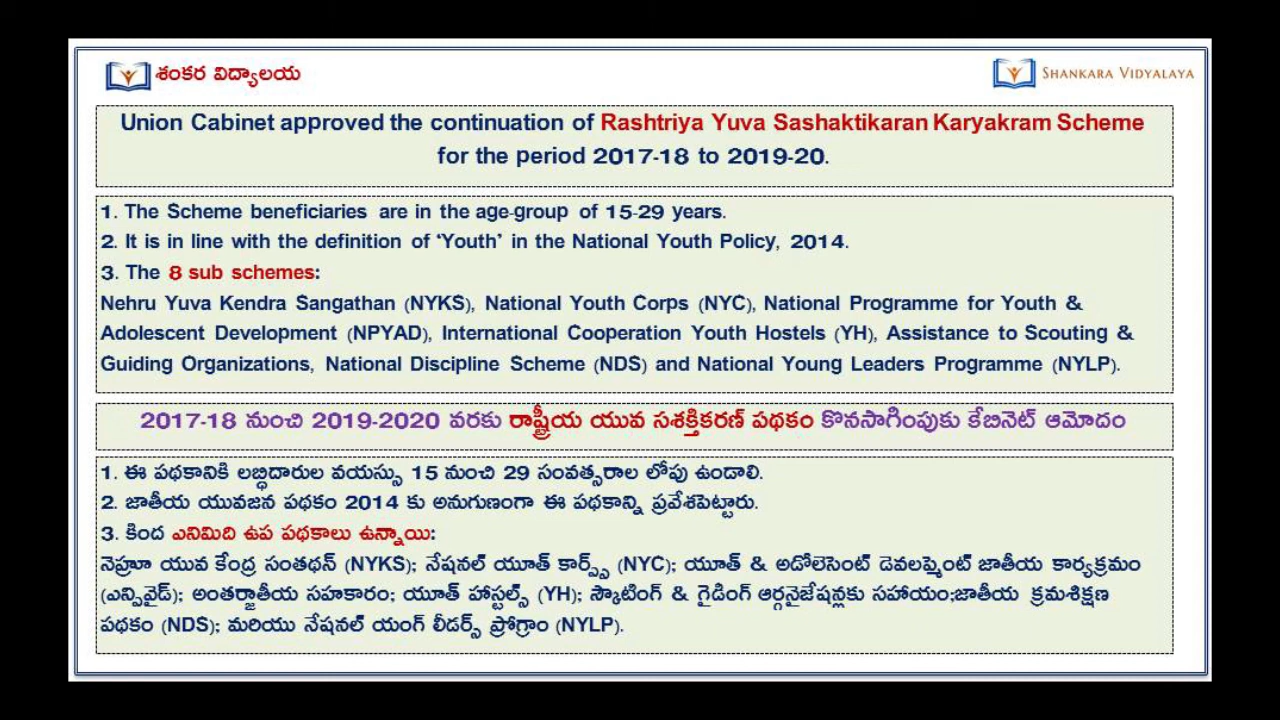 శంకర విద్యాలయ
SHANKARA VIDYALAYA
Union Cabinet approved the continuation of Rashtriya Yuva Sashaktikaran Karyakram Scheme
for the period 2017-18 to 2019-20.
1. The Scheme beneficiaries are in the age-group of 15-29 years.
2. It is in line with the definition of ‘Youth’ in the National Youth Policy, 2014.
3. The 8 sub schemes:
Nehru Yuva Kendra Sangathan (NYKS), National Youth Corps (NYC), National Programme for Youth &
Adolescent Development (NPYAD), International Cooperation Youth Hostels (YH), Assistance to Scouting &
Guiding Organizations, National Discipline Scheme (NDS) and National Young Leaders Programme (NYLP).
2017-18 నుంచి 2019-2020 వరకు రాష్ట్రీయ యువ సశక్తికరణ్ పథకం కొనసాగింపుకు కేబినెట్ ఆమోదం
1. ఈ పథకానికి లబ్ధిదారుల వయస్సు 15 నుంచి 29 సంవత్సరాల లోపు ఉండాలి.
2. జాతీయ యువజన పథకం 2014 కు అనుగుణంగా ఈ పథకాన్ని ప్రవేశపెట్టారు.
3. కింద ఎనిమిది ఉప పథకాలు ఉన్నాయి:
నెహ్రూ యువ కేంద్ర సంతథన్ (NYKS); నేషనల్ యూత్ కార్ప్స్ (NYC); యూత్ & అడోలెసెంట్ డెవలప్మెంట్ జాతీయ కార్యక్రమం
(ఎన్పివైడ్); అంతర్జాతీయ సహకారం; యూత్ హాస్టల్స్ (YH); స్కౌటింగ్ & గైడింగ్ ఆర్గనైజేషన్లకు సహాయం;జాతీయ క్రమశిక్షణ
పథకం (NDS); మరియు నేషనల్ యంగ్ లీడర్స్ ప్రోగ్రాం (NYLP).